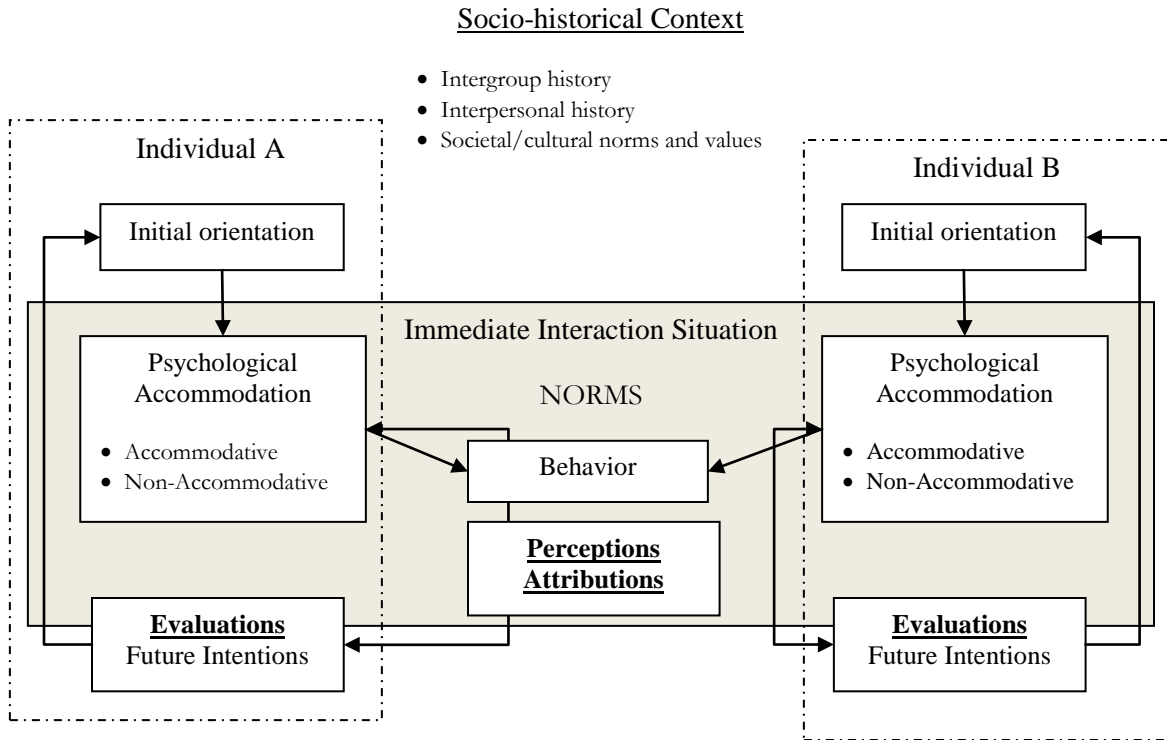 Socio-historical Context
• Intergroup history
• Interpersonal history
• Societal/cultural norms and values
Individual A
Initial orientation
Individual B
Initial orientation
Immediate Interaction Situation
NORMS
Psychological
Accommodation
• Accommodative
• Non-Accommodative
Behavior
Perceptions
Attributions
Psychological
Accommodation
• Accommodative
• Non-Accommodative
Evaluations
Future Intentions
Evaluations
Future Intentions